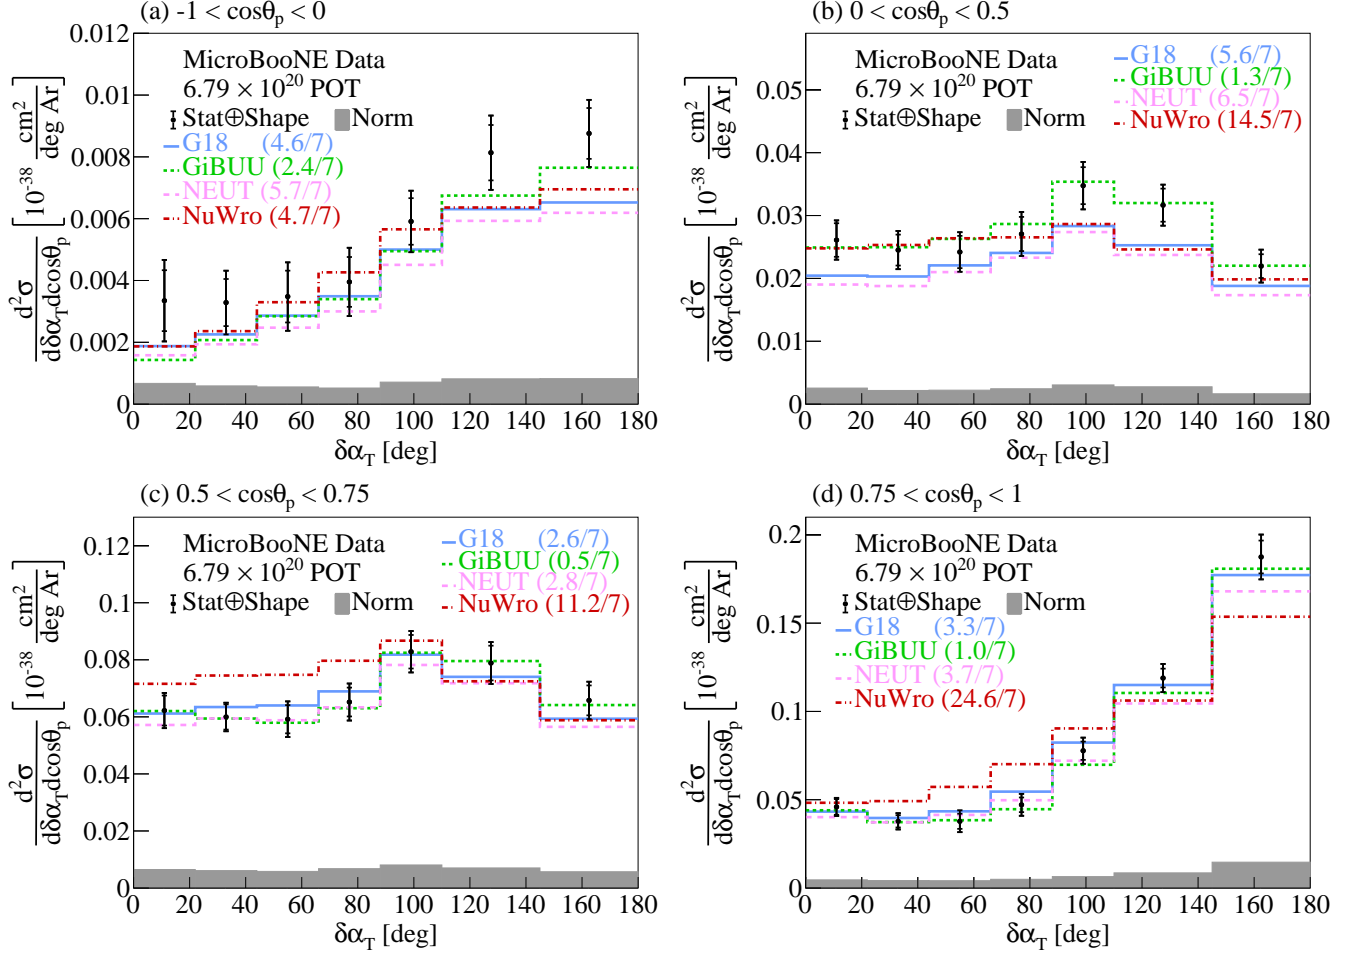 (a) -1 < cosθp < 0
0.012
0.01
0.008
0.006
0.004
0.002
0
d²σ / dδαTdcosθp [10⁻³⁸ cm² / deg Ar]
MicroBooNE Data
6.79 × 10²⁰ POT
Stat⊕Shape Norm
G18 (4.6/7)
GiBUU (2.4/7)
NEUT (5.7/7)
NuWro (4.7/7)
0 20 40 60 80 100 120 140 160 180
δαT [deg]
(b) 0 < cosθp < 0.5
0.05
0.04
0.03
0.02
0.01
0
d²σ / dδαTdcosθp [10⁻³⁸ cm² / deg Ar]
MicroBooNE Data
6.79 × 10²⁰ POT
Stat⊕Shape Norm
G18 (5.6/7)
GiBUU (1.3/7)
NEUT (6.5/7)
NuWro (14.5/7)
0 20 40 60 80 100 120 140 160 180
δαT [deg]
(c) 0.5 < cosθp < 0.75
0.12
0.1
0.08
0.06
0.04
0.02
0
d²σ / dδαTdcosθp [10⁻³⁸ cm² / deg Ar]
MicroBooNE Data
6.79 × 10²⁰ POT
Stat⊕Shape Norm
G18 (2.6/7)
GiBUU (0.5/7)
NEUT (2.8/7)
NuWro (11.2/7)
0 20 40 60 80 100 120 140 160 180
δαT [deg]
(d) 0.75 < cosθp < 1
0.2
0.15
0.1
0.05
0
d²σ / dδαTdcosθp [10⁻³⁸ cm² / deg Ar]
MicroBooNE Data
6.79 × 10²⁰ POT
Stat⊕Shape Norm
G18 (3.3/7)
GiBUU (1.0/7)
NEUT (3.7/7)
NuWro (24.6/7)
0 20 40 60 80 100 120 140 160 180
δαT [deg]